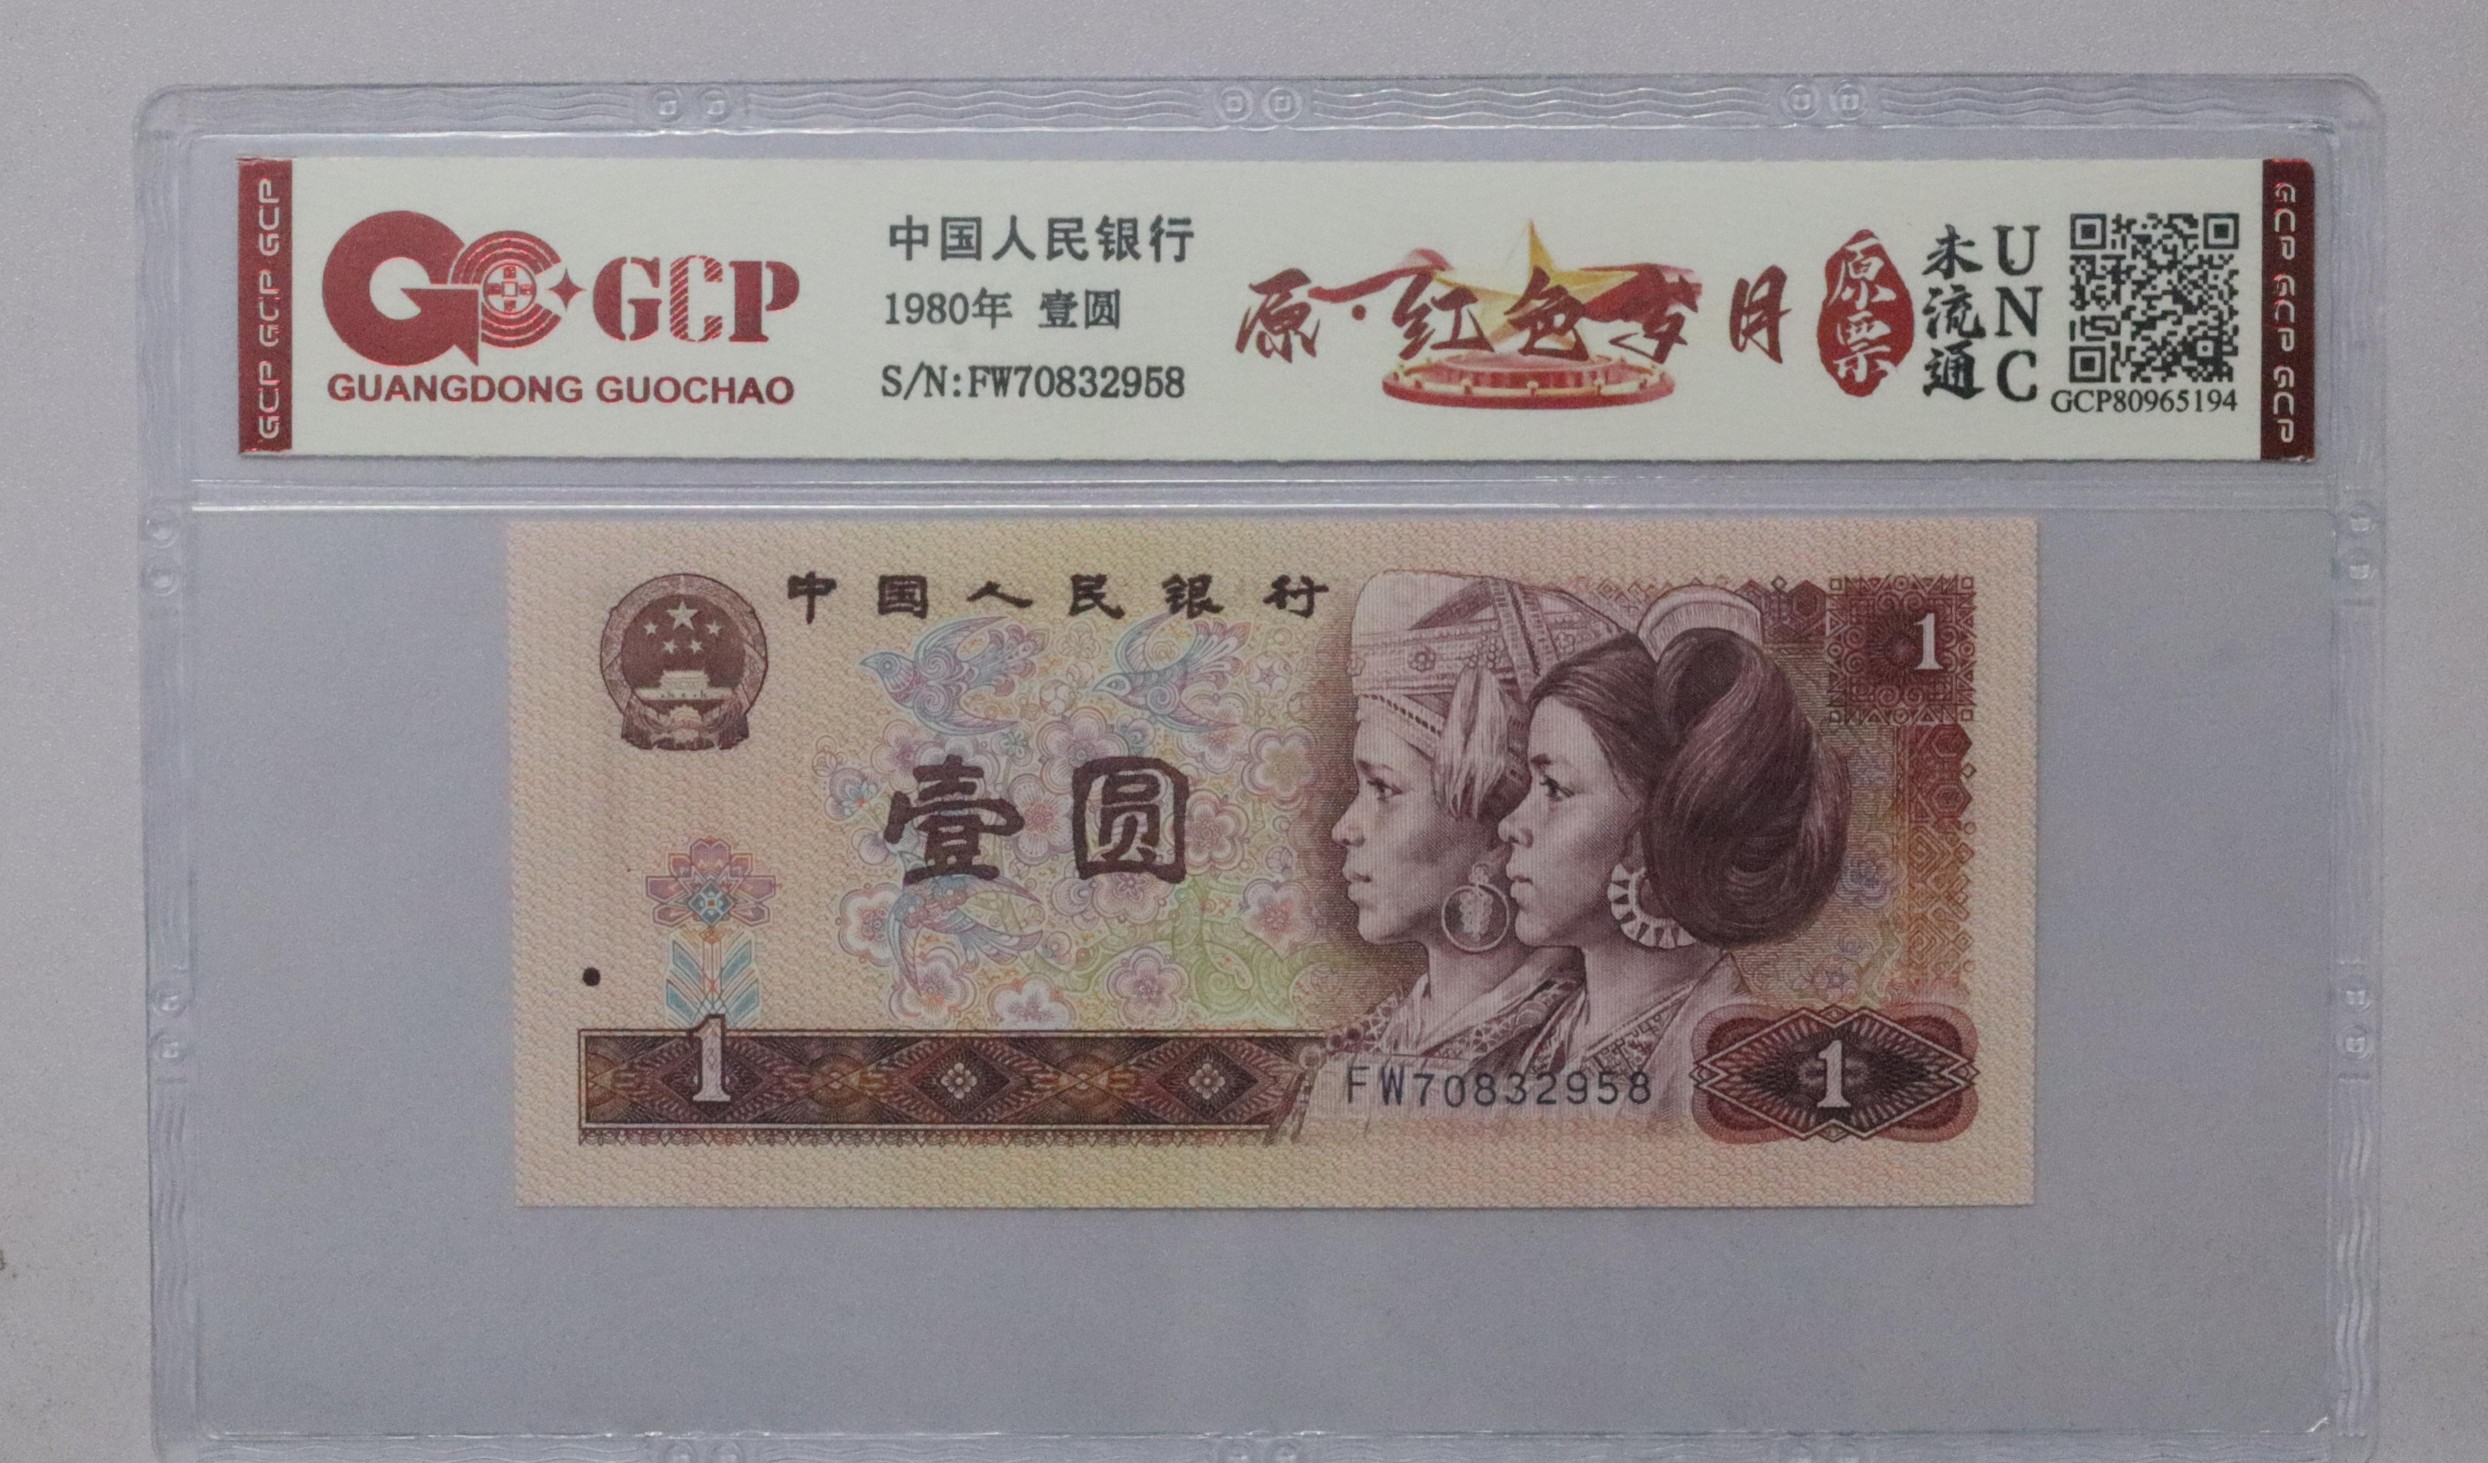 GCP GCP GCP
GCP
GUANGDONG GUOCHAO
中国人民银行
1980年 壹圆
S/N:FW70832958
原·红色岁月
原票
未流通
UNC
GCP80965194
GCP GCP GCP
中国人民银行
1
壹圆
1
FW70832958
1